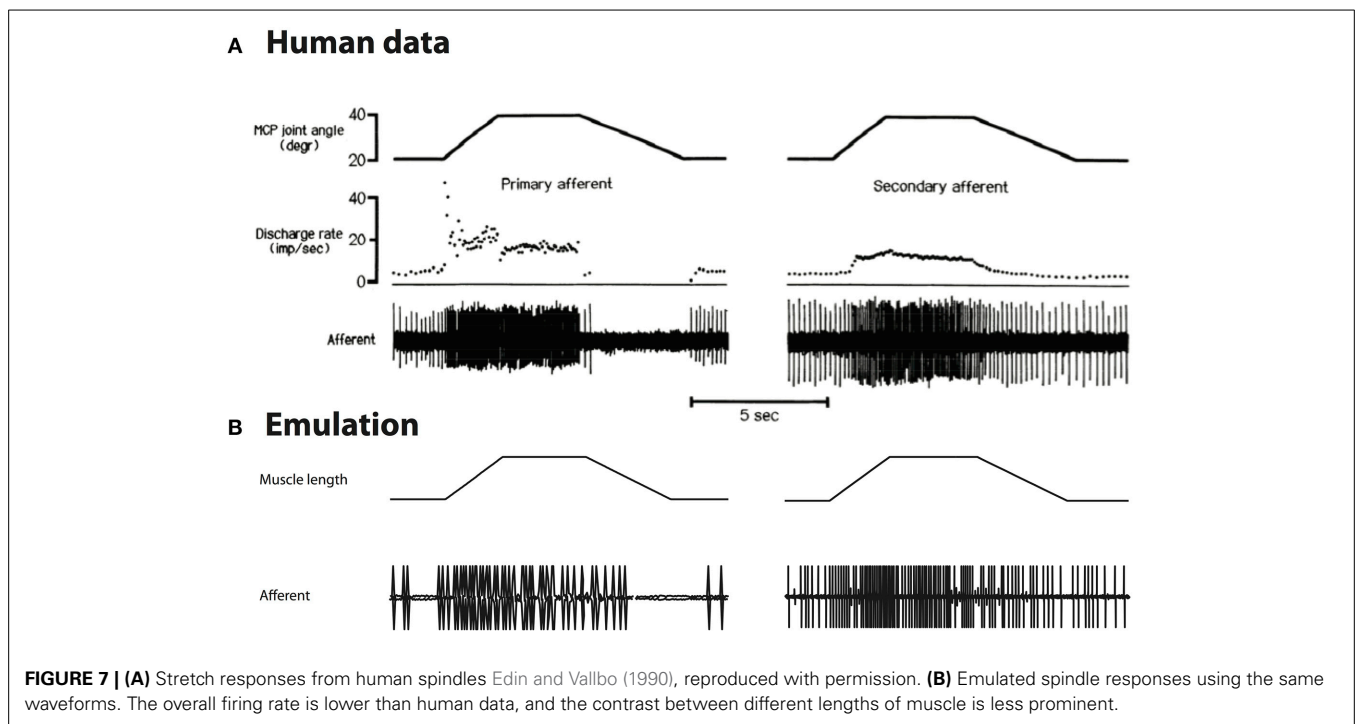 A Human data
MCP joint angle
(degr)
40
20
Primary afferent
Secondary afferent
Discharge rate
(imp/sec)
40
20
0
Afferent
5 sec
B Emulation
Muscle length
Afferent
FIGURE 7 | (A) Stretch responses from human spindles Edin and Vallbo (1990), reproduced with permission. (B) Emulated spindle responses using the same
waveforms. The overall firing rate is lower than human data, and the contrast between different lengths of muscle is less prominent.